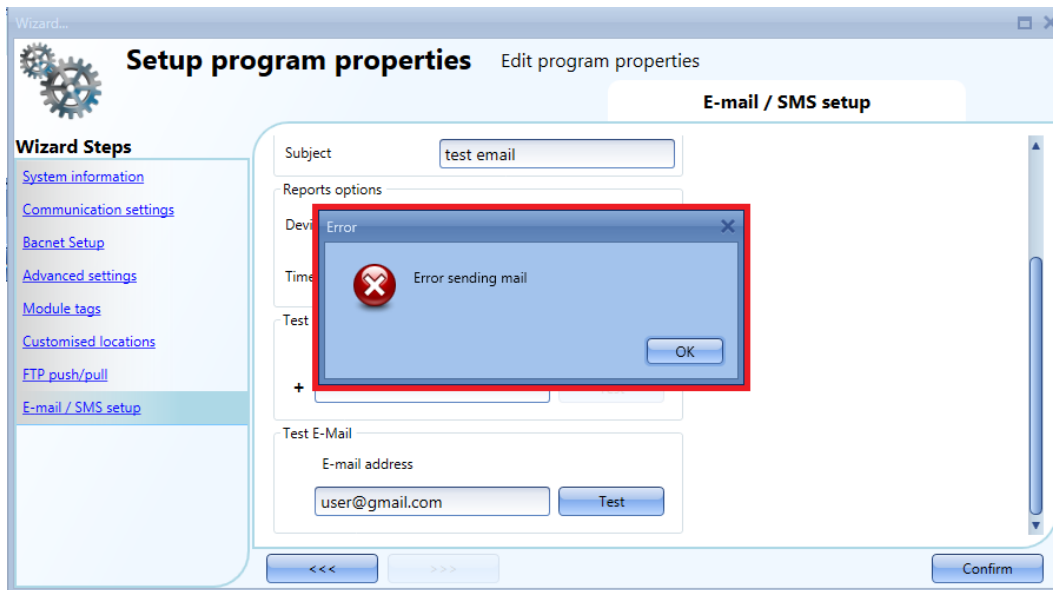 Wizard...
Setup program properties Edit program properties
E-mail / SMS setup
Wizard Steps
System information
Communication settings
Bacnet Setup
Advanced settings
Module tags
Customised locations
FTP push/pull
E-mail / SMS setup
Subject test email
Reports options
Devi
Time
Error
Error sending mail
OK
Test
+
Test E-Mail
E-mail address
user@gmail.com Test
<<< >>> Confirm